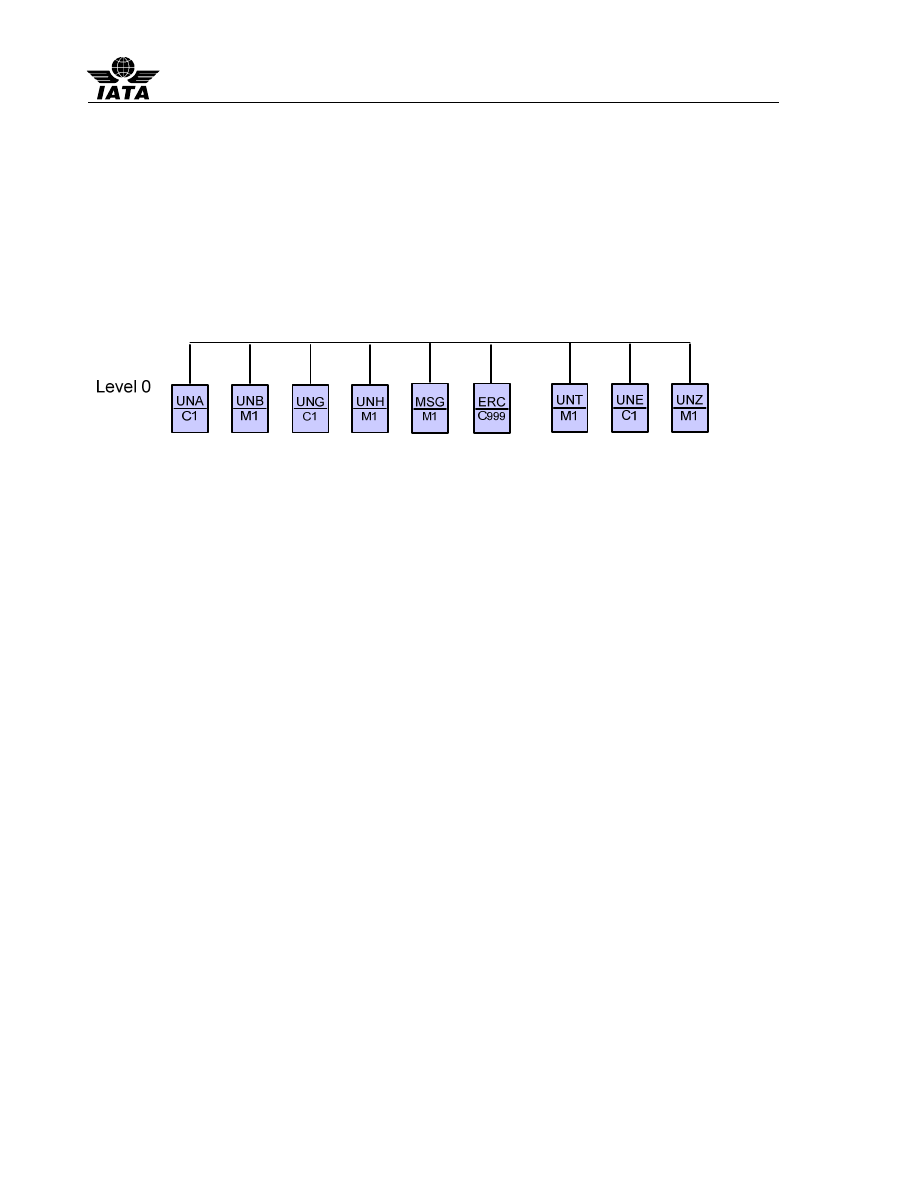 IATA
Level 0
UNA UNB UNG UNH MSG ERC UNT UNE UNZ
C1 M1 C1 M1 M1 C999 M1 C1 M1